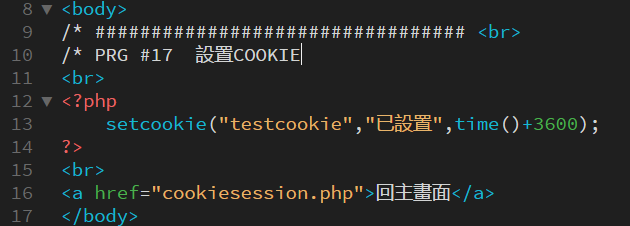 8 ▼ <body>
9 /* ################################# <br>
10 /* PRG #17  設置COOKIE
11 <br>
12 ▼ <?php
13     setcookie("testcookie","已設置",time()+3600);
14 ?>
15 <br>
16 <a href="cookiesession.php">回主畫面</a>
17 </body>